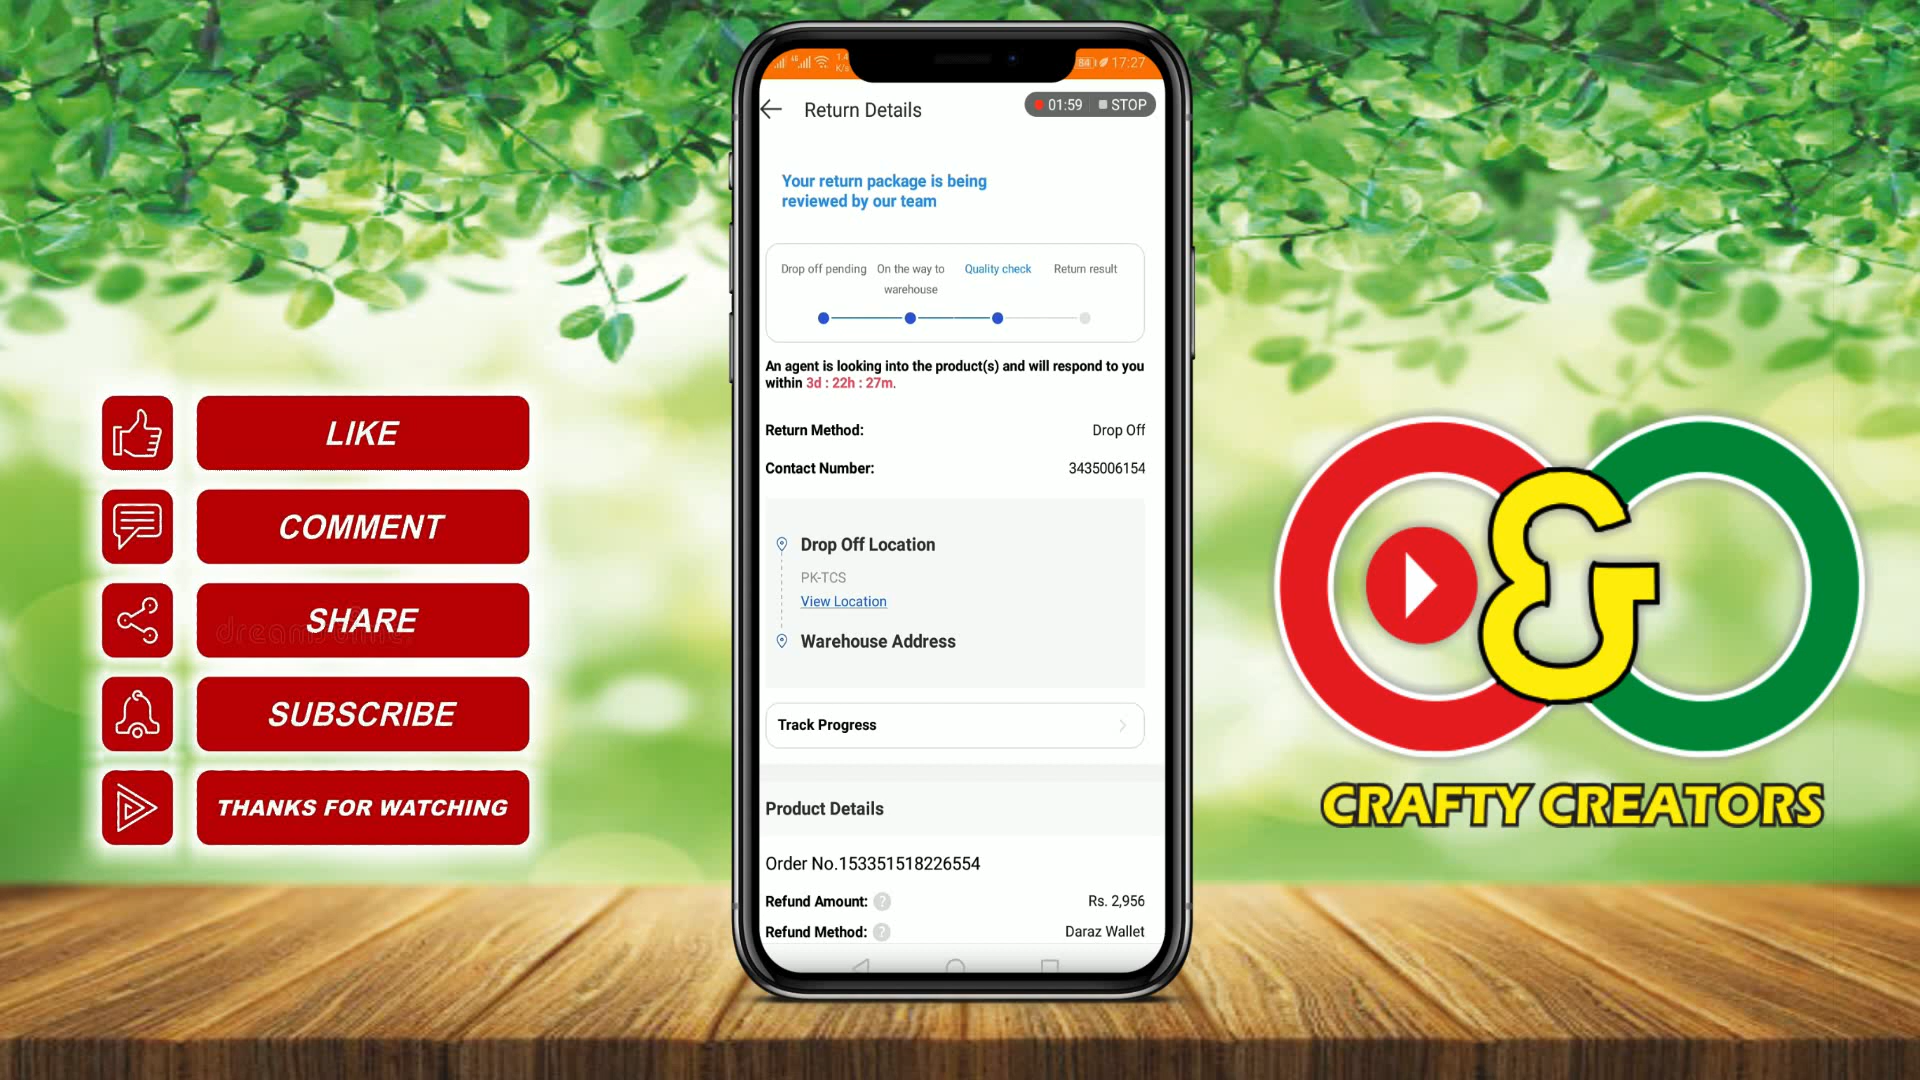 LIKE
COMMENT
SHARE
SUBSCRIBE
THANKS FOR WATCHING
1.4
K/s
84
17:27
Return Details
01:59
STOP
Your return package is being
reviewed by our team
Drop off pending
On the way to
warehouse
Quality check
Return result
An agent is looking into the product(s) and will respond to you
within 3d : 22h : 27m.
Return Method:
Drop Off
Contact Number:
3435006154
Drop Off Location
PK-TCS
View Location
Warehouse Address
Track Progress
Product Details
Order No.153351518226554
Refund Amount: ?
Rs. 2,956
Refund Method: ?
Daraz Wallet
&
CRAFTY CREATORS